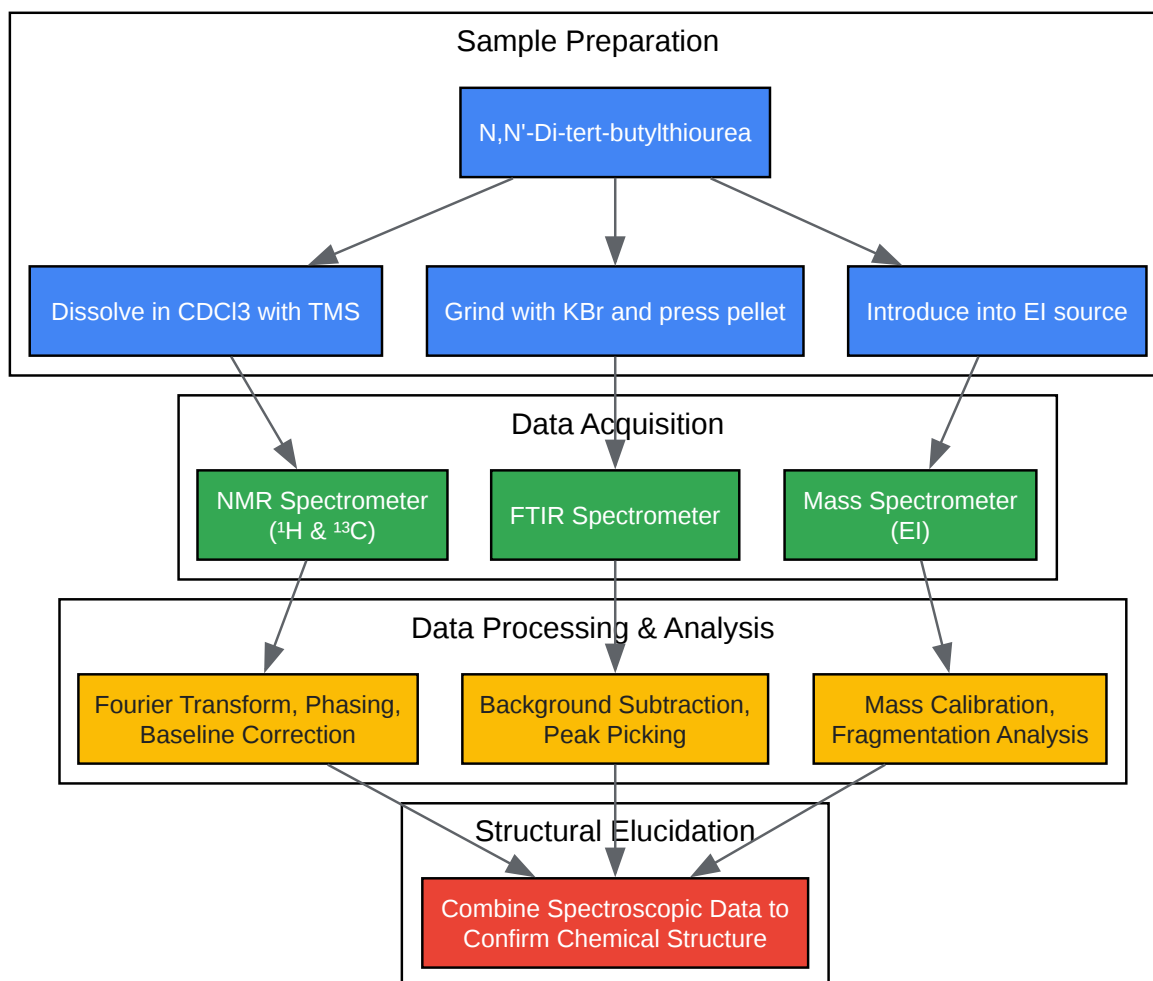 Sample Preparation
N,N'-Di-tert-butylthiourea
Dissolve in CDCl3 with TMS
Grind with KBr and press pellet
Introduce into EI source
Data Acquisition
NMR Spectrometer
(¹H & ¹³C)
FTIR Spectrometer
Mass Spectrometer
(EI)
Data Processing & Analysis
Fourier Transform, Phasing,
Baseline Correction
Background Subtraction,
Peak Picking
Mass Calibration,
Fragmentation Analysis
Structural Elucidation
Combine Spectroscopic Data to
Confirm Chemical Structure